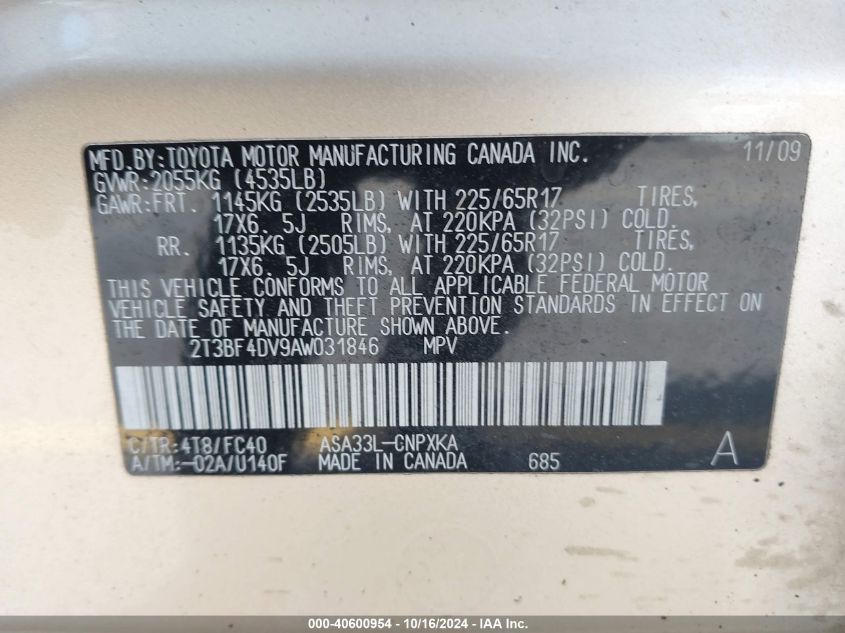 MFD.BY:TOYOTA MOTOR MANUFACTURING CANADA INC. 11/09
GVWR:2055KG (4535LB)
GAWR:FRT. 1145KG (2535LB) WITH 225/65R17 TIRES,
17X6.5J RIMS, AT 220KPA (32PSI) COLD.
RR. 1135KG (2505LB) WITH 225/65R17 TIRES,
17X6.5J RIMS, AT 220KPA (32PSI) COLD.
THIS VEHICLE CONFORMS TO ALL APPLICABLE FEDERAL MOTOR
VEHICLE SAFETY AND THEFT PREVENTION STANDARDS IN EFFECT ON
THE DATE OF MANUFACTURE SHOWN ABOVE.
2T3BF4DV9AW031846 MPV
C/TR:4T8/FC40 ASA33L-CNPXKA
A/TM:-02A/U140F MADE IN CANADA 685 A
000-40600954 - 10/16/2024 - IAA Inc.